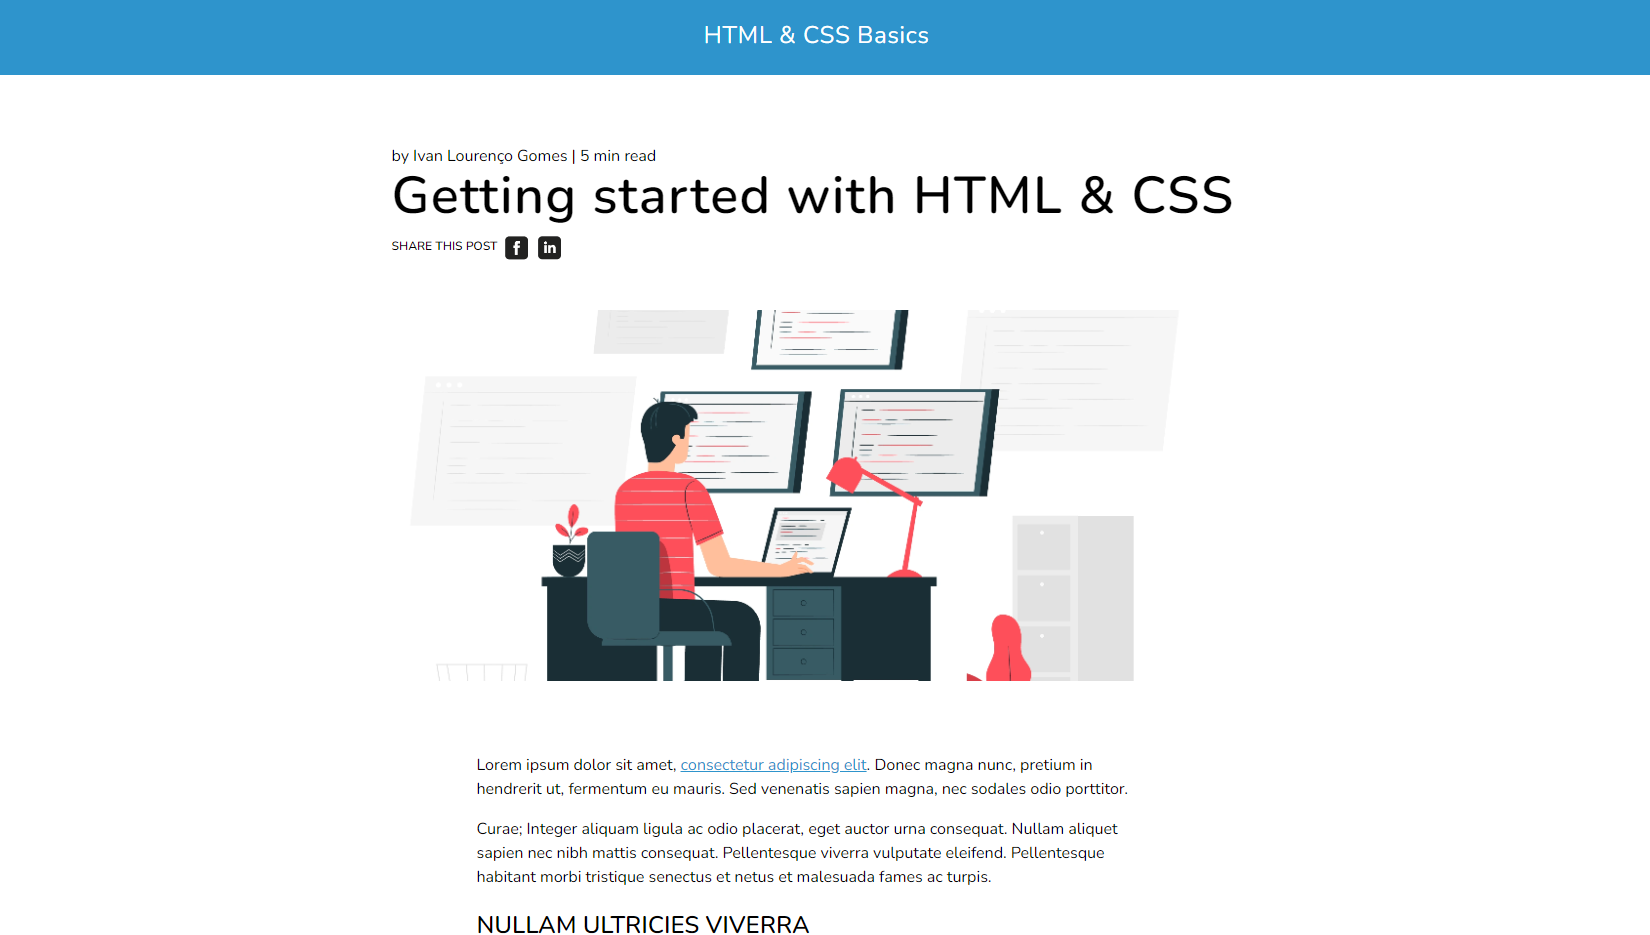 HTML & CSS Basics
by Ivan Lourenço Gomes | 5 min read
Getting started with HTML & CSS
SHARE THIS POST f in
Lorem ipsum dolor sit amet, consectetur adipiscing elit. Donec magna nunc, pretium in
hendrerit ut, fermentum eu mauris. Sed venenatis sapien magna, nec sodales odio porttitor.
Curae; Integer aliquam ligula ac odio placerat, eget auctor urna consequat. Nullam aliquet
sapien nec nibh mattis consequat. Pellentesque viverra vulputate eleifend. Pellentesque
habitant morbi tristique senectus et netus et malesuada fames ac turpis.
NULLAM ULTRICIES VIVERRA